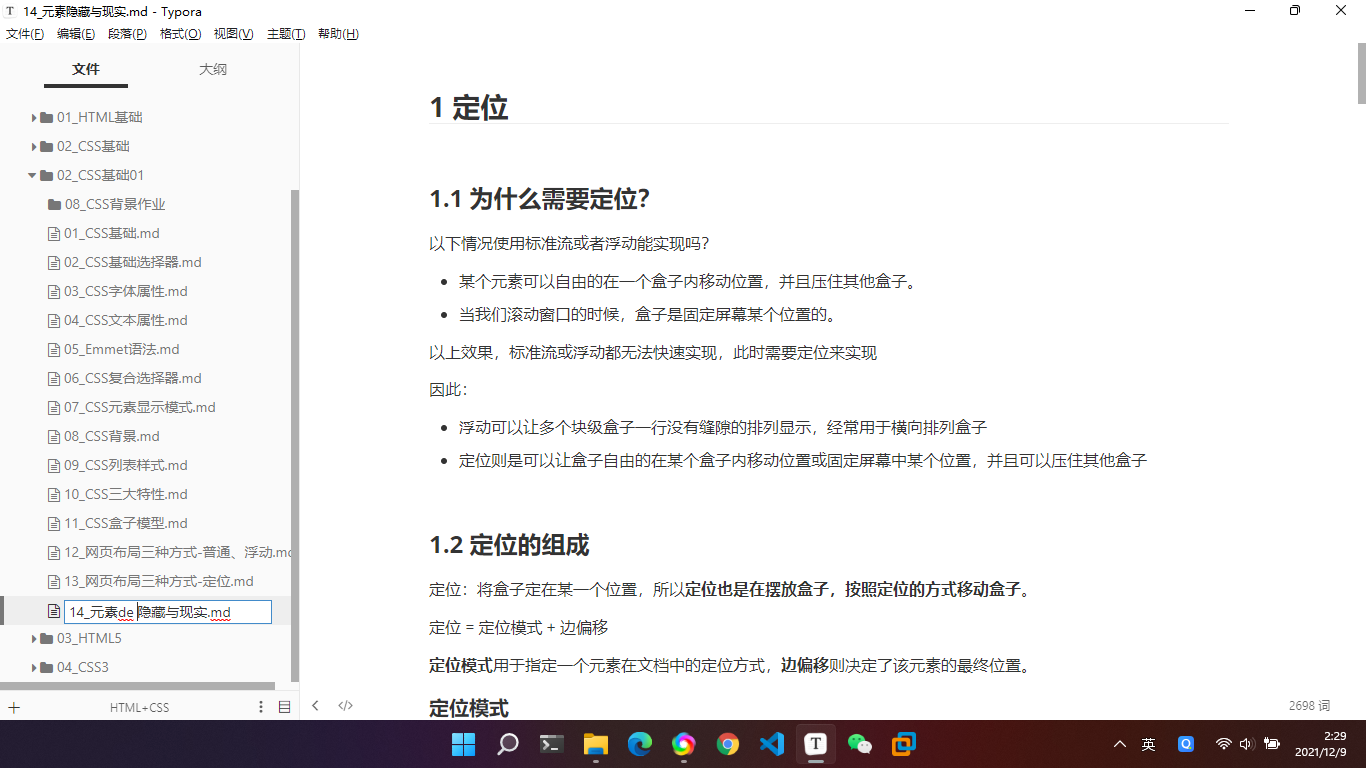 14_元素隐藏与现实.md - Typora
文件(F) 编辑(E) 段落(P) 格式(O) 视图(V) 主题(T) 帮助(H)
文件 大纲
01_HTML基础
02_CSS基础
02_CSS基础01
08_CSS背景作业
01_CSS基础.md
02_CSS基础选择器.md
03_CSS字体属性.md
04_CSS文本属性.md
05_Emmet语法.md
06_CSS复合选择器.md
07_CSS元素显示模式.md
08_CSS背景.md
09_CSS列表样式.md
10_CSS三大特性.md
11_CSS盒子模型.md
12_网页布局三种方式-普通、浮动.md
13_网页布局三种方式-定位.md
14_元素de 隐藏与现实.md
03_HTML5
04_CSS3
HTML+CSS
1 定位
1.1 为什么需要定位？
以下情况使用标准流或者浮动能实现吗？
某个元素可以自由的在一个盒子内移动位置，并且压住其他盒子。
当我们滚动窗口的时候，盒子是固定屏幕某个位置的。
以上效果，标准流或浮动都无法快速实现，此时需要定位来实现
因此：
浮动可以让多个块级盒子一行没有缝隙的排列显示，经常用于横向排列盒子
定位则是可以让盒子自由的在某个盒子内移动位置或固定屏幕中某个位置，并且可以压住其他盒子
1.2 定位的组成
定位：将盒子定在某一个位置，所以定位也是在摆放盒子，按照定位的方式移动盒子。
定位 = 定位模式 + 边偏移
定位模式用于指定一个元素在文档中的定位方式，边偏移则决定了该元素的最终位置。
定位模式
2698 词
英
2:29
2021/12/9